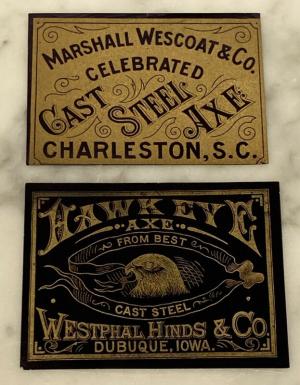 MARSHALL WESCOAT & CO.
CELEBRATED
CAST STEEL AXE.
CHARLESTON, S.C.
HAWKEYE
AXE
FROM BEST
CAST STEEL
WESTPHAL HINDS & CO.
DUBUQUE, IOWA.